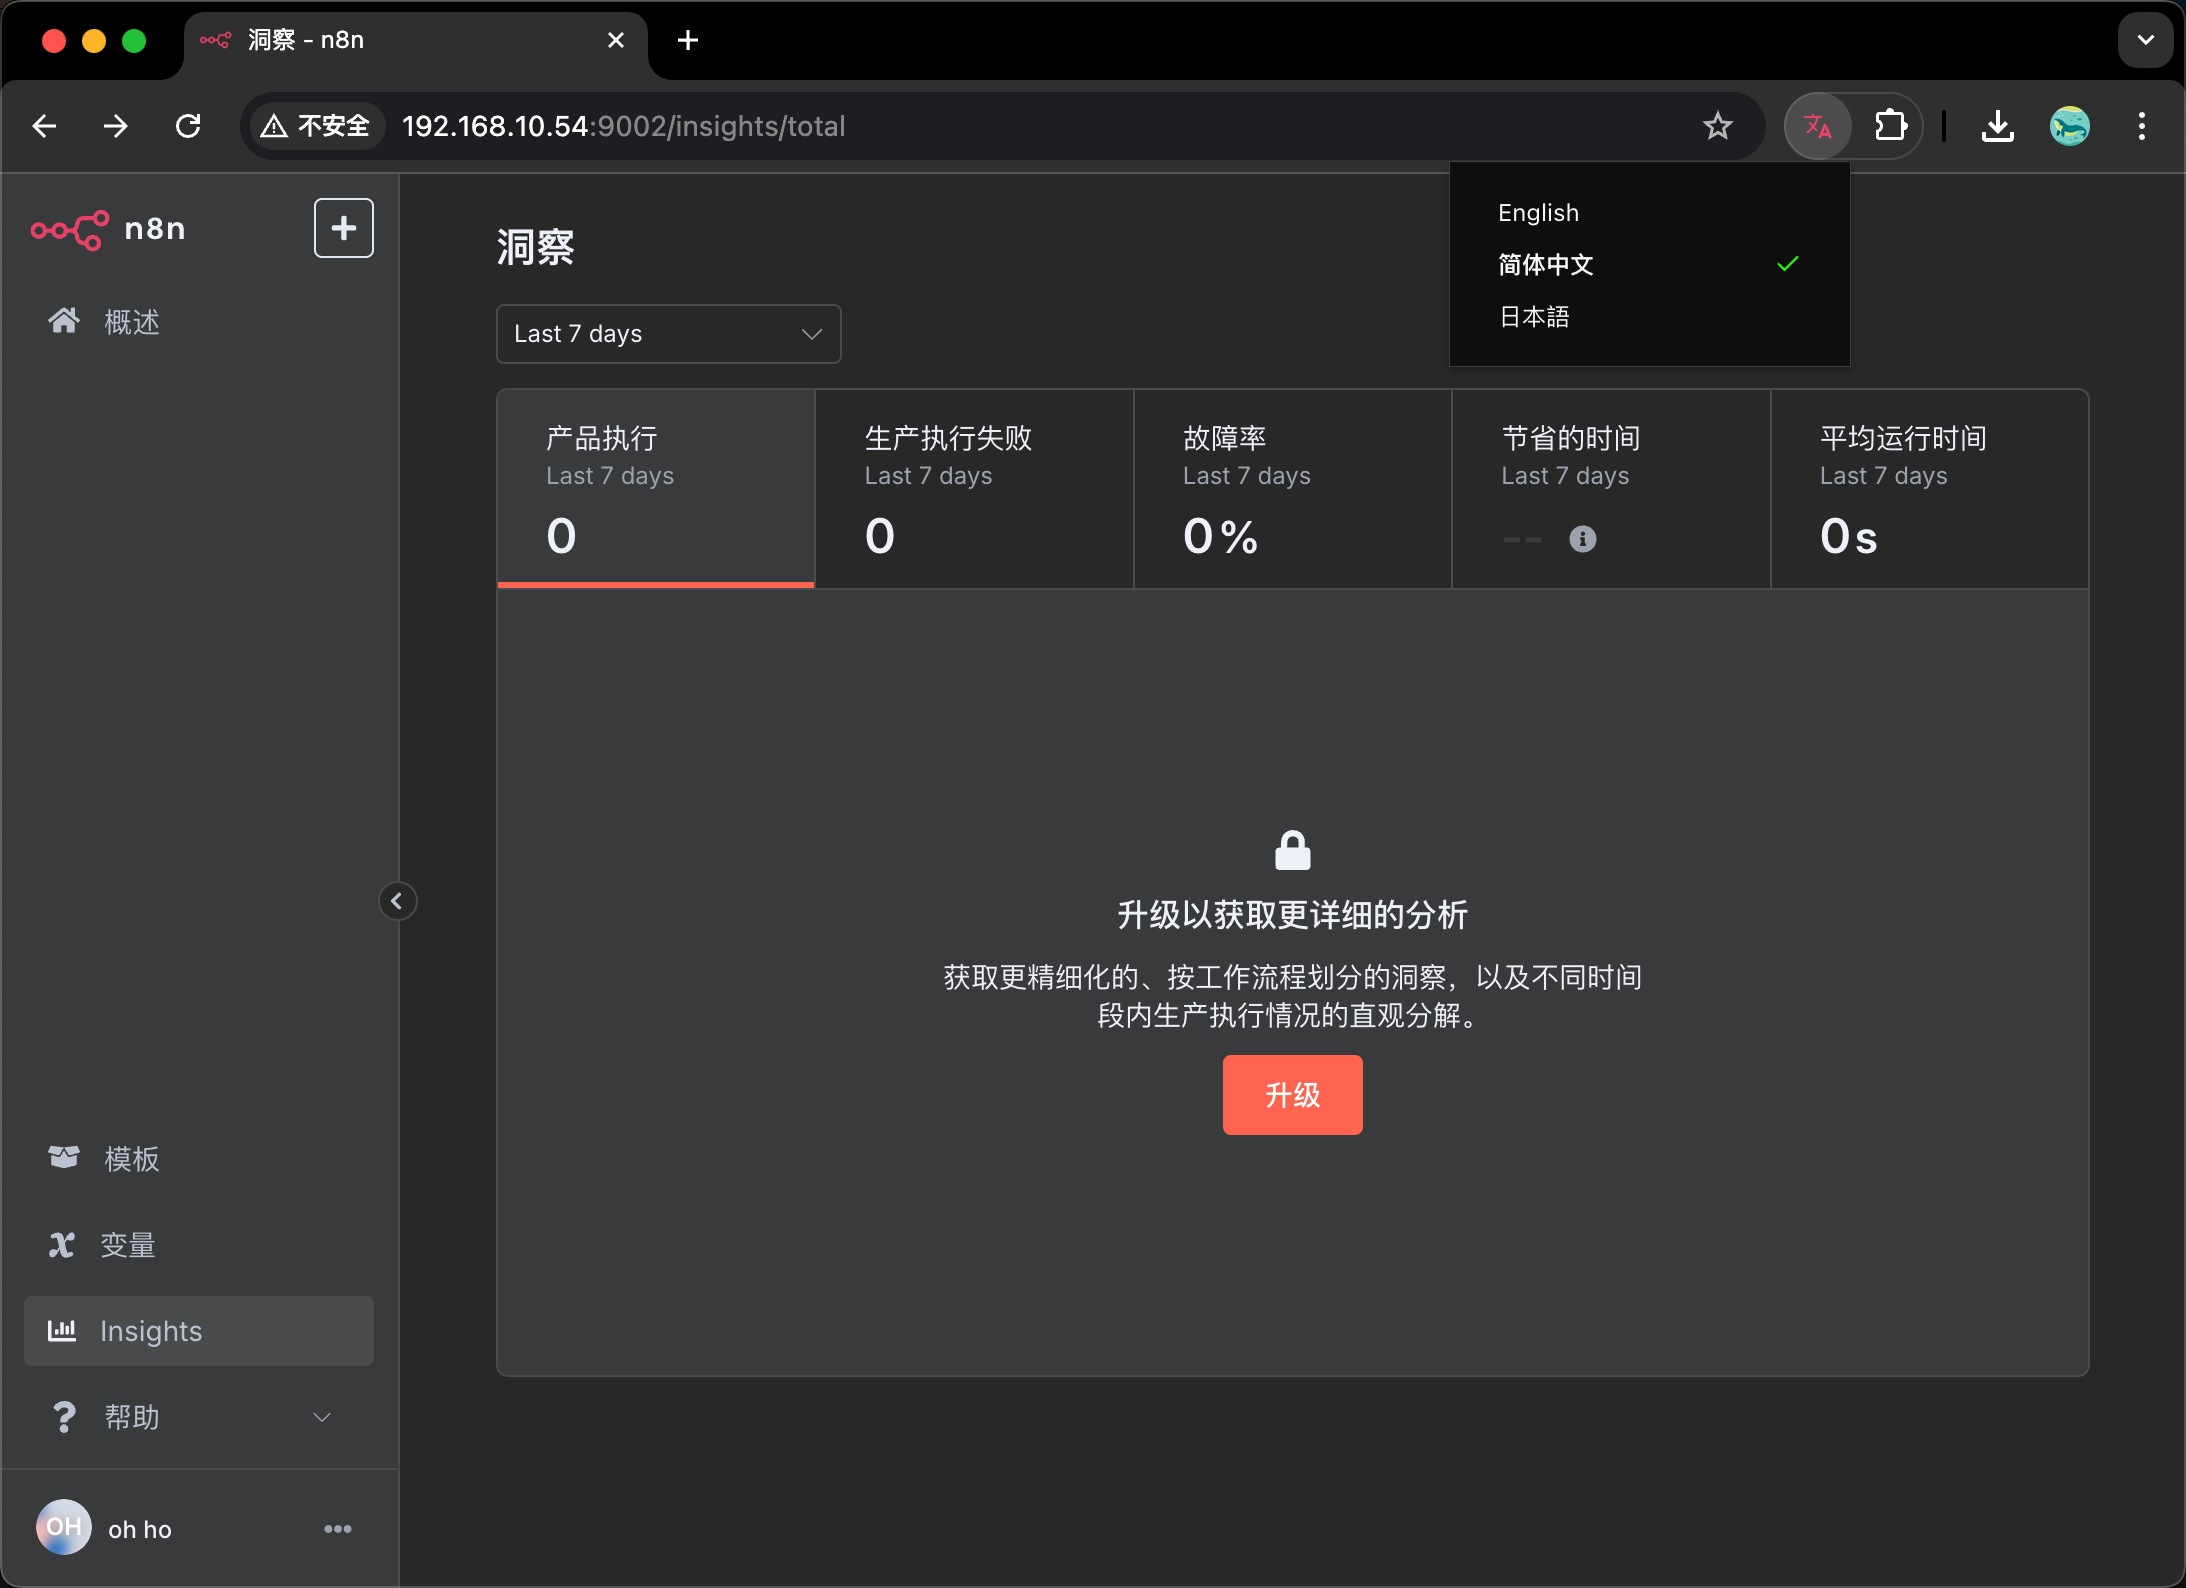 洞察 - n8n
不安全
192.168.10.54:9002/insights/total
English
简体中文
日本語
n8n
概述
模板
变量
Insights
帮助
OH
oh ho
洞察
Last 7 days
产品执行
Last 7 days
0
生产执行失败
Last 7 days
0
故障率
Last 7 days
0%
节省的时间
Last 7 days
--
平均运行时间
Last 7 days
0s
升级以获取更详细的分析
获取更精细化的、按工作流程划分的洞察，以及不同时间
段内生产执行情况的直观分解。
升级